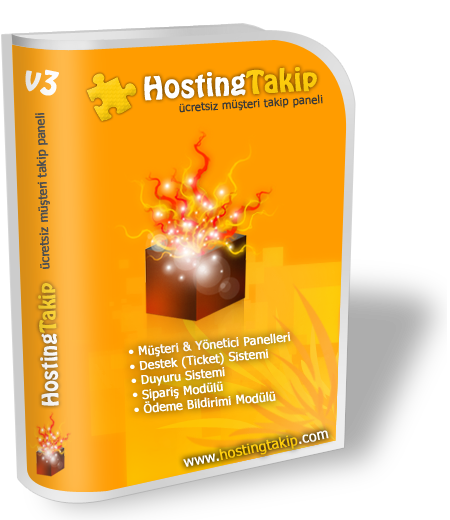 v3
HostingTakip
ücretsiz müşteri takip paneli
HostingTakip
ücretsiz müşteri takip paneli
• Müşteri & Yönetici Panelleri
• Destek (Ticket) Sistemi
• Duyuru Sistemi
• Sipariş Modülü
• Ödeme Bildirimi Modülü
www.hostingtakip.com